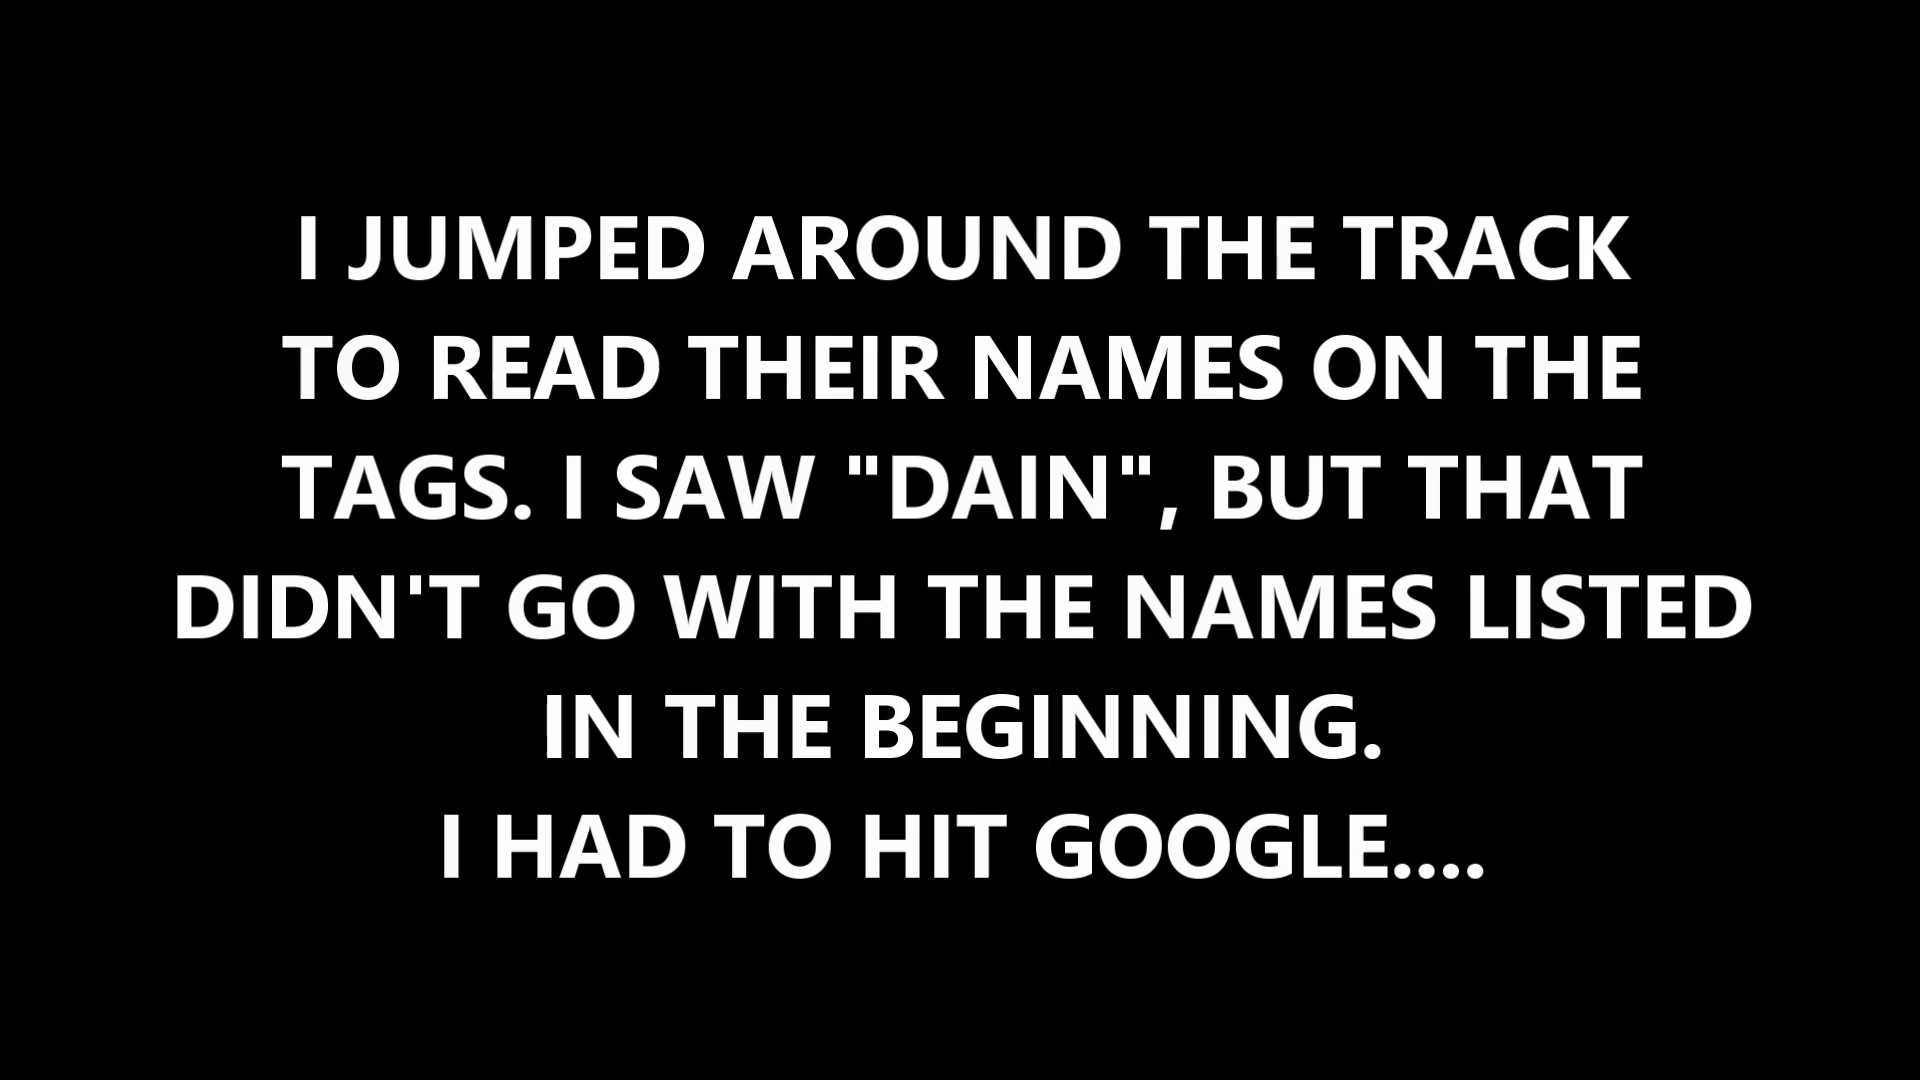 I JUMPED AROUND THE TRACK
TO READ THEIR NAMES ON THE
TAGS. I SAW "DAIN", BUT THAT
DIDN'T GO WITH THE NAMES LISTED
IN THE BEGINNING.
I HAD TO HIT GOOGLE....